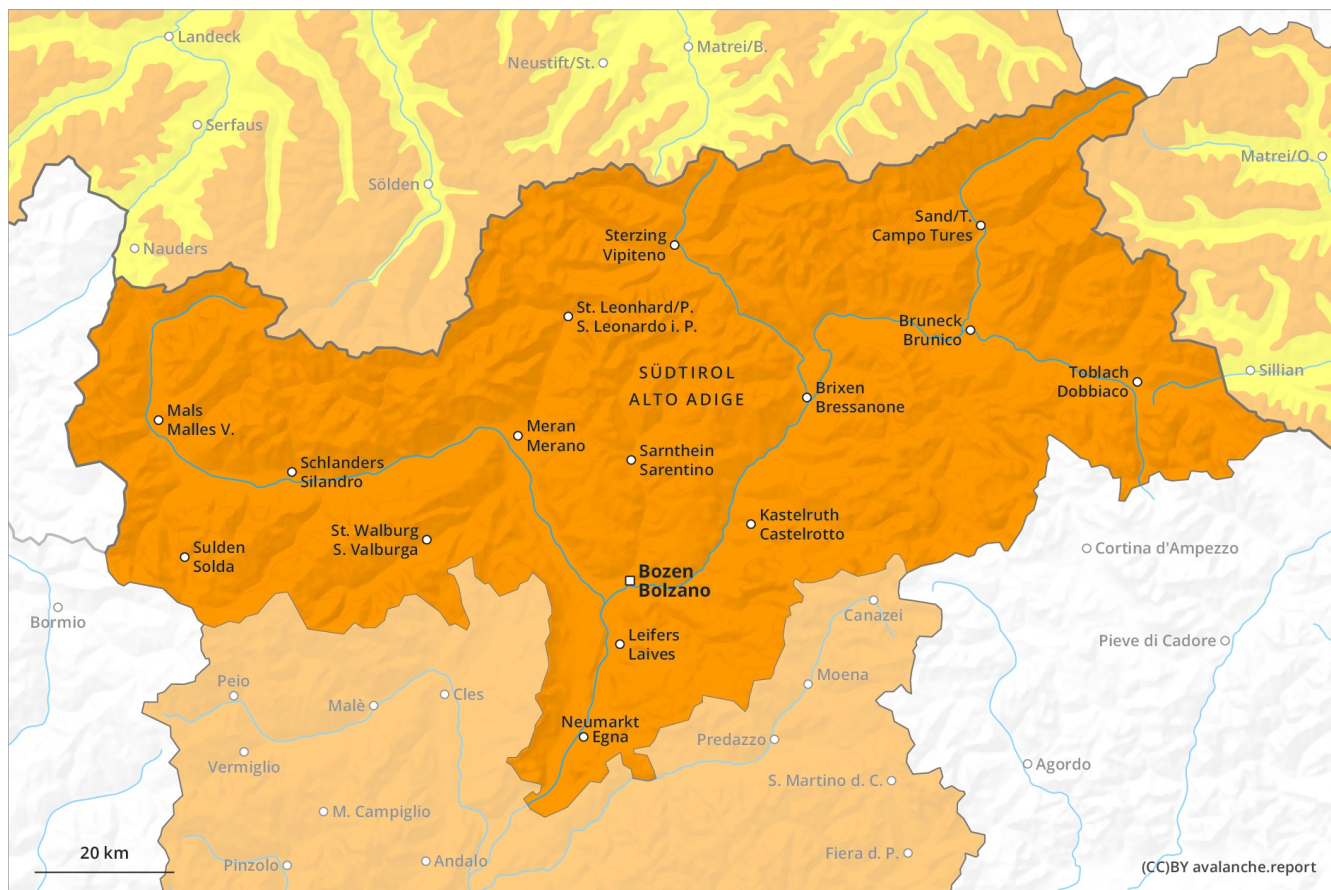 Landeck
Matrei/B.
Neustift/St.
Serfaus
Matrei/O.
Sölden
Sand/T.
Campo Tures
Sterzing
Vipiteno
Nauders
St. Leonhard/P.
S. Leonardo i. P.
Bruneck
Brunico
SÜDTIROL
ALTO ADIGE
Toblach
Dobbiaco
Sillian
Brixen
Bressanone
Mals
Malles V.
Meran
Merano
Sarnthein
Sarentino
Schlanders
Silandro
Kastelruth
Castelrotto
St. Walburg
S. Valburga
Sulden
Solda
Cortina d'Ampezzo
Bozen
Bolzano
Bormio
Canazei
Leifers
Laives
Pieve di Cadore
Peio
Moena
Malè
Cles
Neumarkt
Egna
Predazzo
Vermiglio
Agordo
S. Martino d. C.
M. Campiglio
20 km
Pinzolo
Andalo
Fiera d. P.
(CC)BY avalanche.report